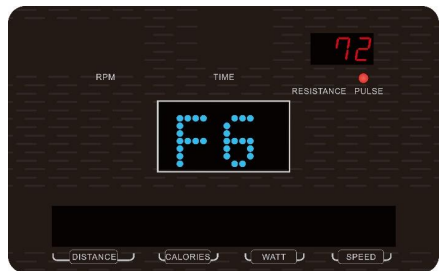 72
RPM TIME
RESISTANCE PULSE
F6
DISTANCE CALORIES WATT SPEED